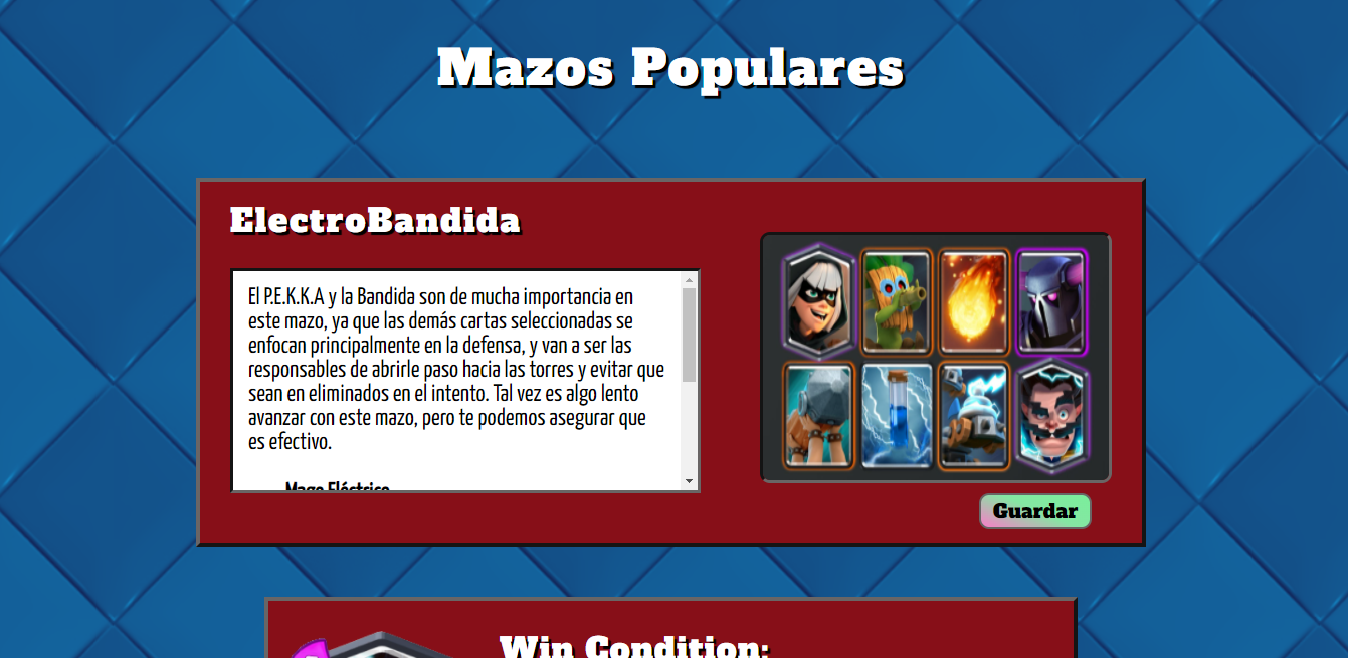 Mazos Populares
ElectroBandida
El P.E.K.K.A y la Bandida son de mucha importancia en
este mazo, ya que las demás cartas seleccionadas se
enfocan principalmente en la defensa, y van a ser las
responsables de abrirle paso hacia las torres y evitar que
sean en eliminados en el intento. Tal vez es algo lento
avanzar con este mazo, pero te podemos asegurar que
es efectivo.
Mago Eléctrico
Guardar
Win Condition: